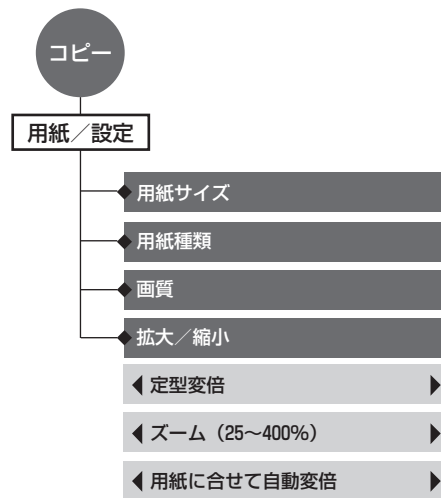 コピー
用紙／設定
用紙サイズ
用紙種類
画質
拡大／縮小
定型変倍
ズーム（25～400%）
用紙に合せて自動変倍